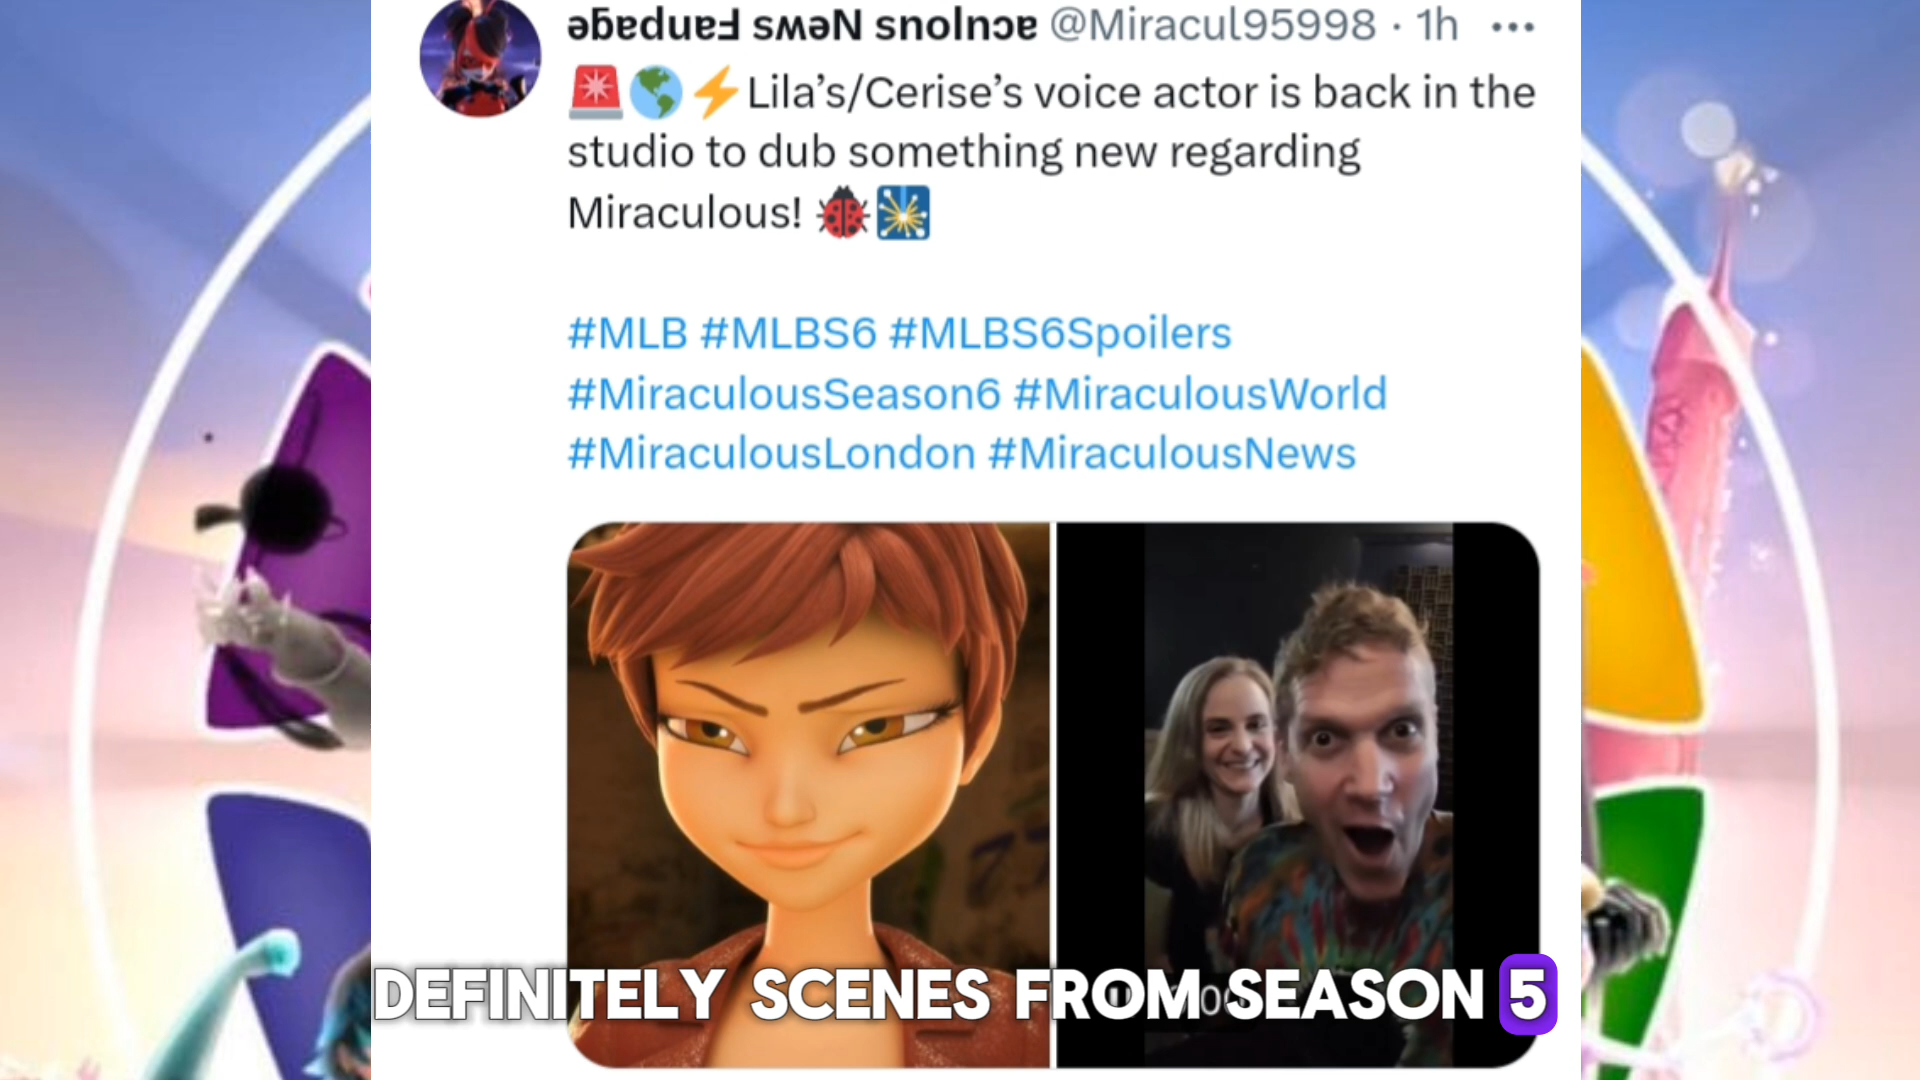 ǝƃɐduɐℲ sʍǝN snolnɔɐ @Miracul95998 · 1h
🚨🌎⚡Lila’s/Cerise’s voice actor is back in the
studio to dub something new regarding
Miraculous! 🐞🎇
#MLB #MLBS6 #MLBS6Spoilers
#MiraculousSeason6 #MiraculousWorld
#MiraculousLondon #MiraculousNews
DEFINITELY SCENES FROM SEASON 5